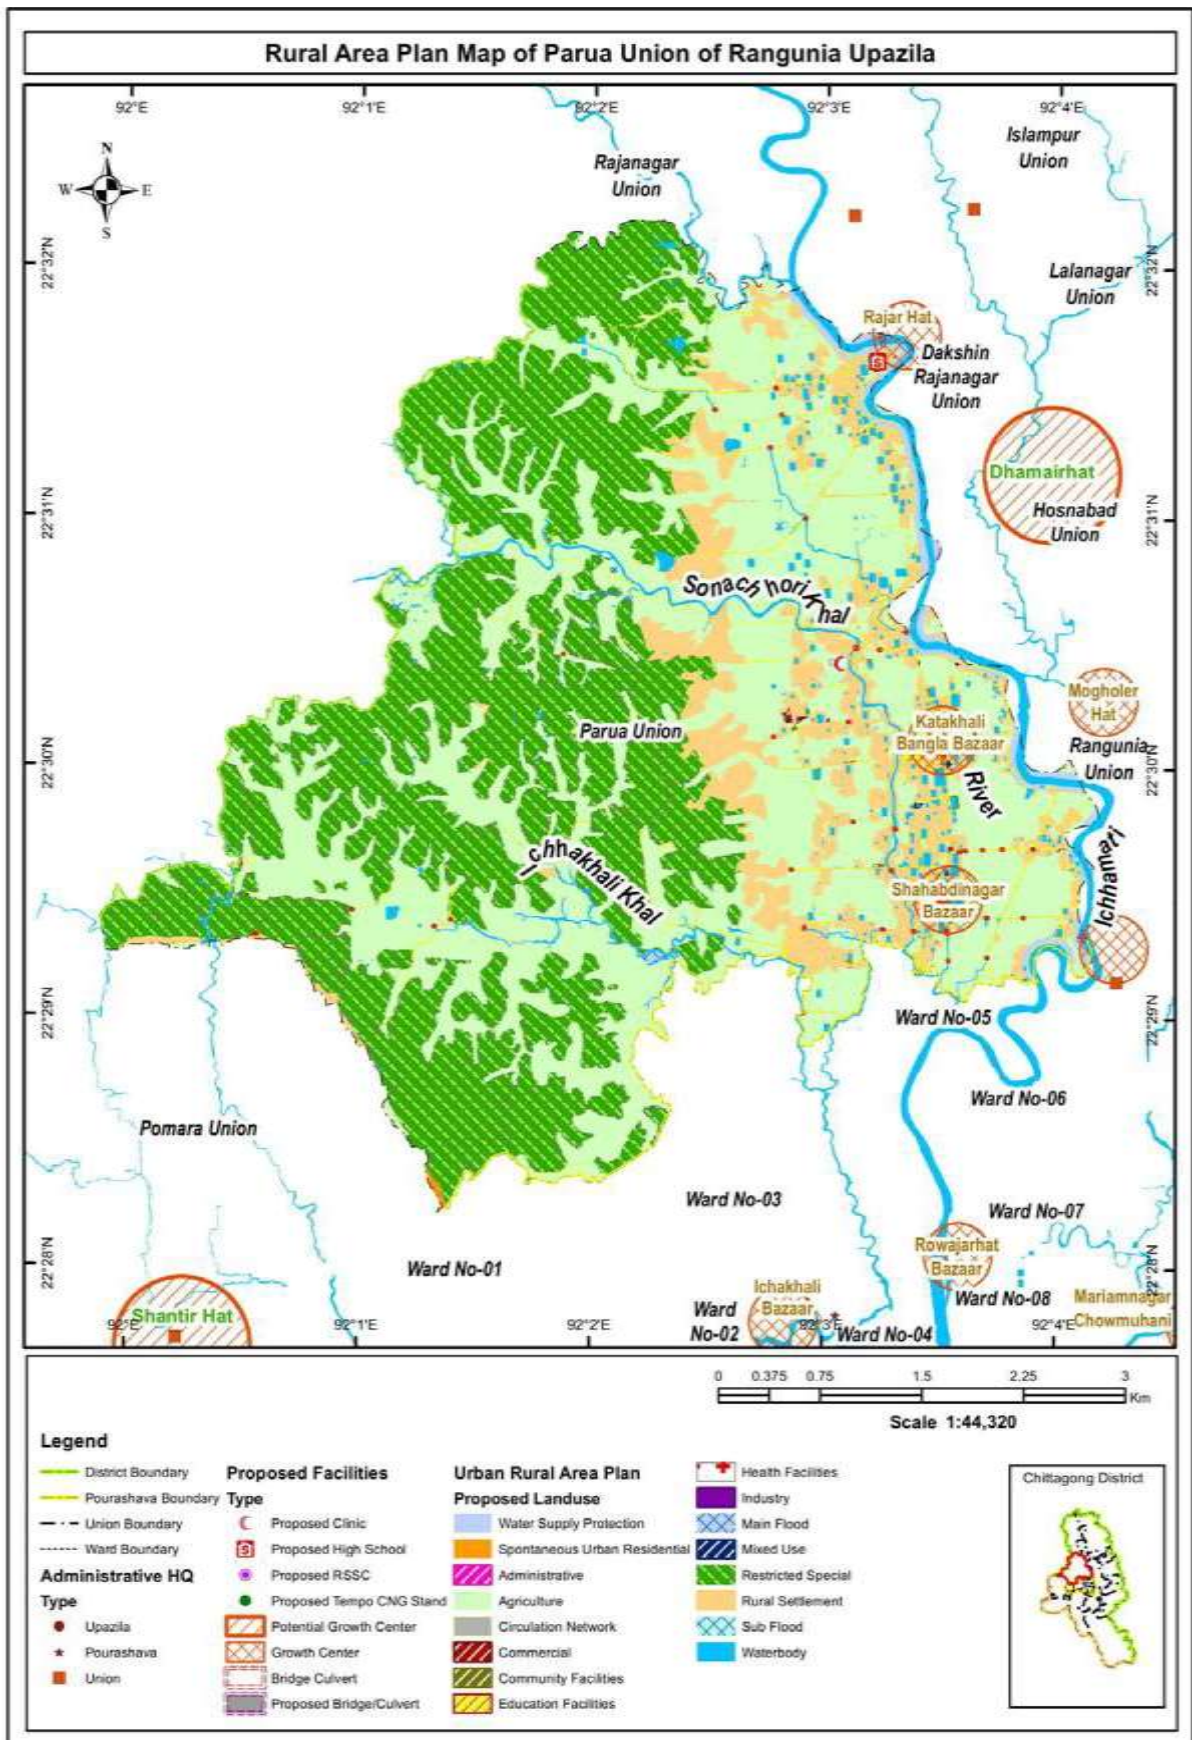 Rural Area Plan Map of Parua Union of Rangunia Upazila
92°E
92°1'E
92°2'E
92°3'E
92°4'E
N
W
E
S
Islampur
Union
Rajanagar
Union
22°32'N
22°32'N
Lalanagar
Union
Rajar Hat
Dakshin
Rajanagar
Union
S
Dhamairhat
Hosnabad
Union
22°31'N
22°31'N
Sonachhori Khal
Mogholer
Hat
Katakhali
Bangla Bazaar
Parua Union
Rangunia
Union
22°30'N
22°30'N
River
Ichhamari
Ichhakhali Khal
Shahabdinagar
Bazaar
22°29'N
22°29'N
Ward No-05
Ward No-06
Pomara Union
Ward No-03
Ward No-07
22°28'N
22°28'N
Rowajarhat
Bazaar
Ward No-01
Ward No-08
Ichakhali
Bazaar
Mariamnagar
Chowmuhani
Shantir Hat
Ward
No-02
Ward No-04
92°E
92°1'E
92°2'E
92°3'E
92°4'E
0 0.375 0.75 1.5 2.25 3
Km
Scale 1:44,320
Legend
District Boundary
Pourashava Boundary
Union Boundary
Ward Boundary
Administrative HQ
Type
Upazila
Pourashava
Union
Proposed Facilities
Type
Proposed Clinic
S Proposed High School
Proposed RSSC
Proposed Tempo CNG Stand
Potential Growth Center
Growth Center
Bridge Culvert
Proposed Bridge/Culvert
Urban Rural Area Plan
Proposed Landuse
Water Supply Protection
Spontaneous Urban Residential
Administrative
Agriculture
Circulation Network
Commercial
Community Facilities
Education Facilities
Health Facilities
Industry
Main Flood
Mixed Use
Restricted Special
Rural Settlement
Sub Flood
Waterbody
Chittagong District